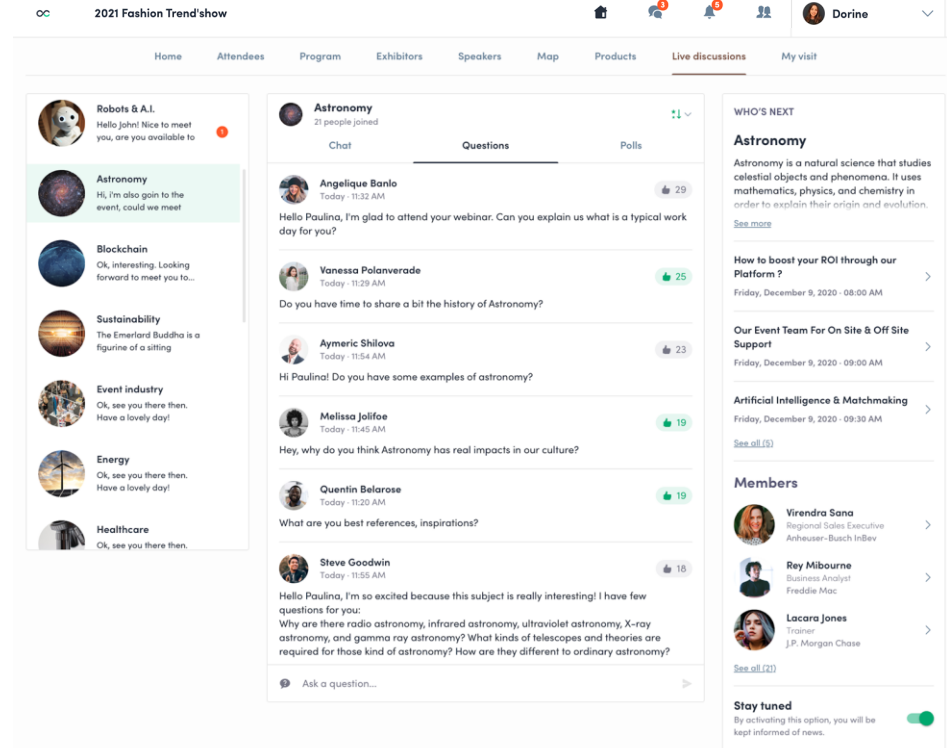 2021 Fashion Trend'show
3
5
Dorine
Home
Attendees
Program
Exhibitors
Speakers
Map
Products
Live discussions
My visit
Robots & A.I.
Hello John! Nice to meet
you, are you available to
1
Astronomy
Hi, i'm also goin to the
event, could we meet
Blockchain
Ok, interesting. Looking
forward to meet you to...
Sustainability
The Emerlard Buddha is a
figurine of a sitting
Event industry
Ok, see you there then.
Have a lovely day!
Energy
Ok, see you there then.
Have a lovely day!
Healthcare
Ok, see you there then.
Astronomy
21 people joined
Chat
Questions
Polls
Angelique Banlo
Today · 11:32 AM
29
Hello Paulina, I'm glad to attend your webinar. Can you explain us what is a typical work
day for you?
Vanessa Polanverade
Today · 11:29 AM
25
Do you have time to share a bit the history of Astronomy?
Aymeric Shilova
Today · 11:54 AM
23
Hi Paulina! Do you have some examples of astronomy?
Melissa Jolifoe
Today · 11:45 AM
19
Hey, why do you think Astronomy has real impacts in our culture?
Quentin Belarose
Today · 11:20 AM
19
What are you best references, inspirations?
Steve Goodwin
Today · 11:55 AM
18
Hello Paulina, I'm so excited because this subject is really interesting! I have few
questions for you:
Why are there radio astronomy, infrared astronomy, ultraviolet astronomy, X-ray
astronomy, and gamma ray astronomy? What kinds of telescopes and theories are
required for those kind of astronomy? How are they different to ordinary astronomy?
Ask a question...
WHO'S NEXT
Astronomy
Astronomy is a natural science that studies
celestial objects and phenomena. It uses
mathematics, physics, and chemistry in
order to explain their origin and evolution.
See more
How to boost your ROI through our
Platform ?
Friday, December 9, 2020 - 08:00 AM
Our Event Team For On Site & Off Site
Support
Friday, December 9, 2020 - 09:00 AM
Artificial Intelligence & Matchmaking
Friday, December 9, 2020 - 09:30 AM
See all (5)
Members
Virendra Sana
Regional Sales Executive
Anheuser-Busch InBev
Rey Mibourne
Business Analyst
Freddie Mac
Lacara Jones
Trainer
J.P. Morgan Chase
See all (21)
Stay tuned
By activating this option, you will be
kept informed of news.